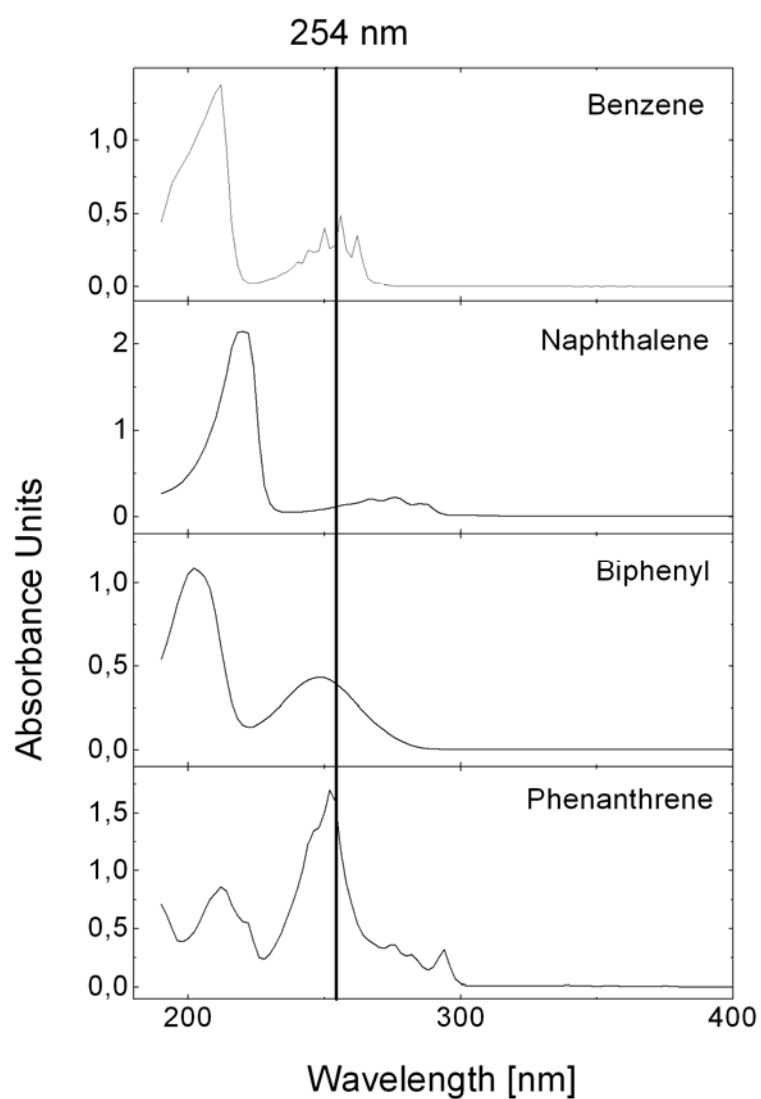 254 nm
Benzene
1,0
0,5
0,0
Naphthalene
2
1
0
Biphenyl
1,0
0,5
0,0
Phenanthrene
1,5
1,0
0,5
0,0
200 300 400
Absorbance Units
Wavelength [nm]